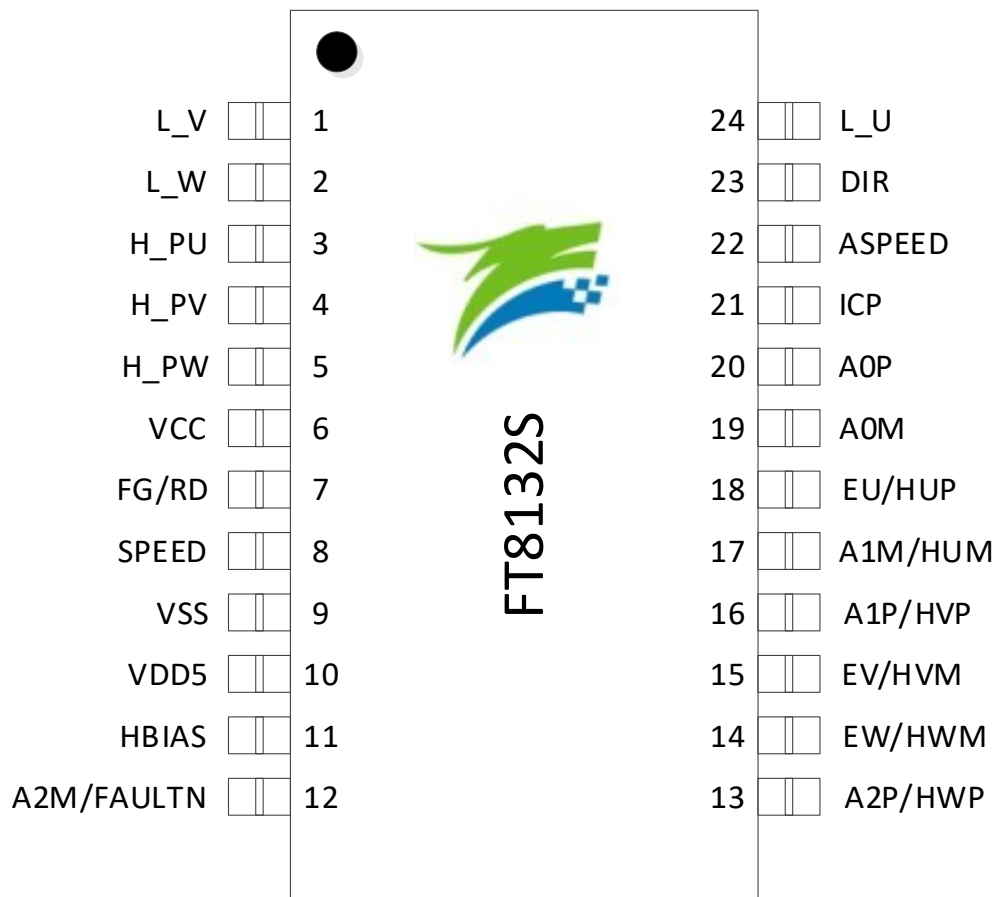 L_V 1 24 L_U
L_W 2 23 DIR
H_PU 3 22 ASPEED
H_PV 4 21 ICP
H_PW 5 20 A0P
VCC 6 19 A0M
FG/RD 7 18 EU/HUP
SPEED 8 17 A1M/HUM
VSS 9 16 A1P/HVP
VDD5 10 15 EV/HVM
HBIAS 11 14 EW/HWM
A2M/FAULTN 12 13 A2P/HWP
FT8132S